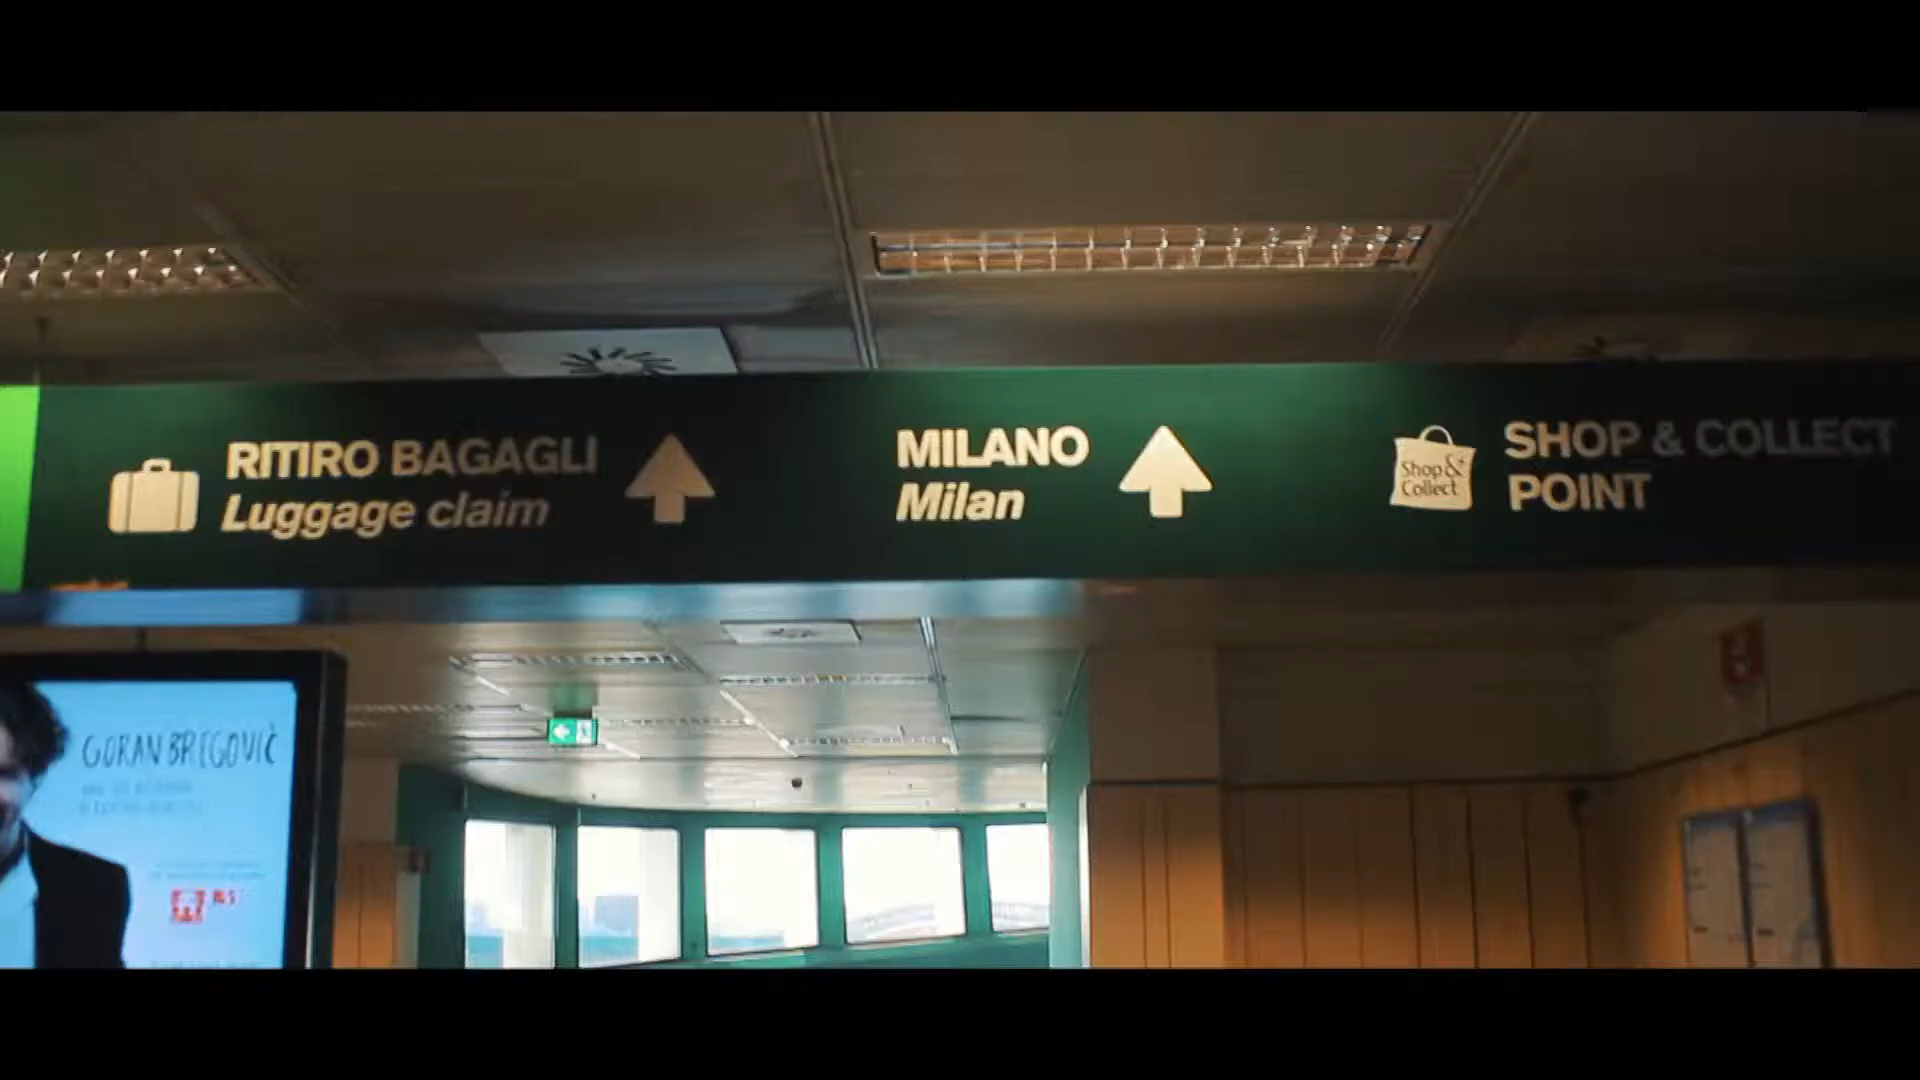 RITIRO BAGAGLI
Luggage claim
MILANO
Milan
Shop &
Collect
SHOP & COLLECT
POINT
GORAN BREGOVIĆ